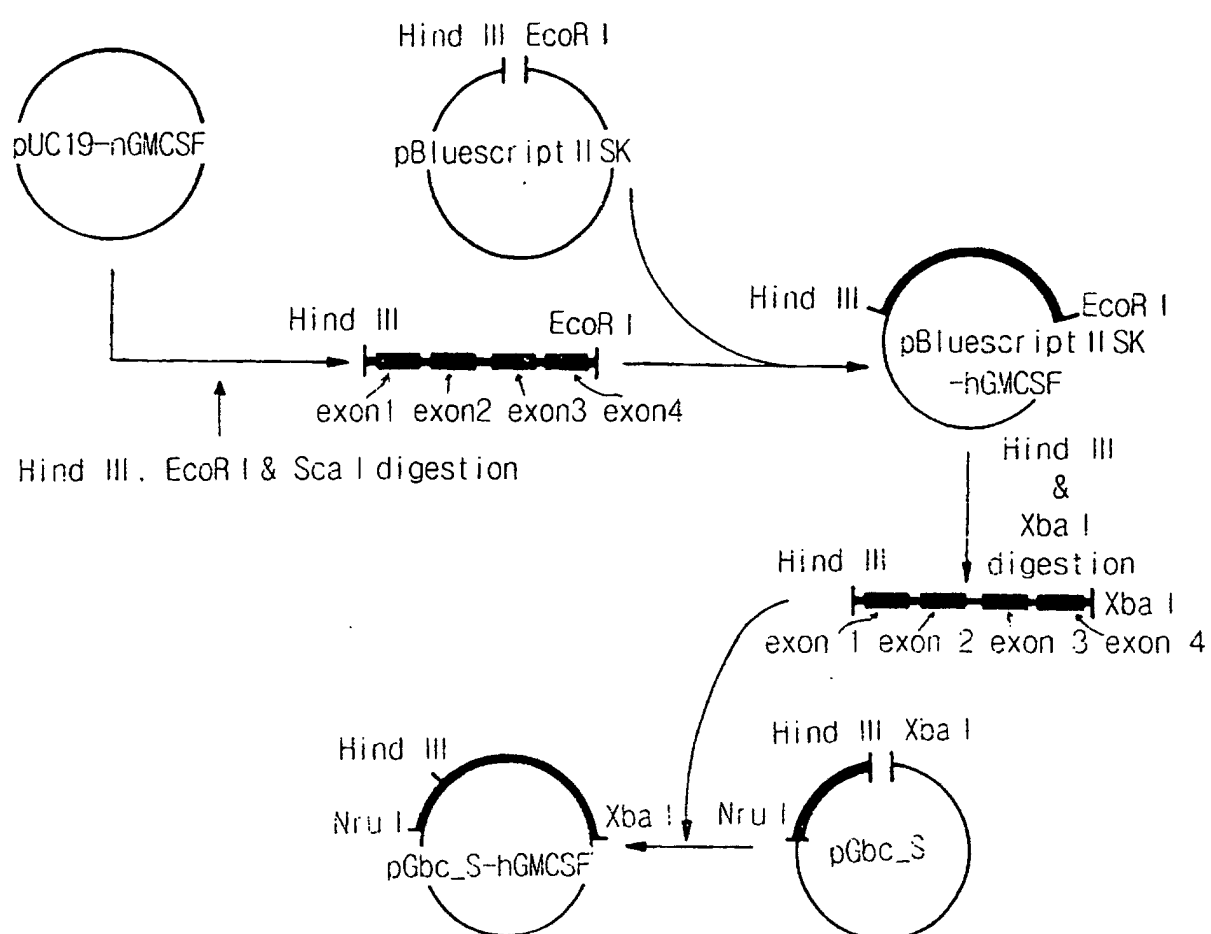 Hind III EcoR I
pUC19-nGMCSF
pBluescript II SK
Hind III
EcoR I
exon1 exon2 exon3 exon4
Hind III. EcoR I & Sca I digestion
Hind III
EcoR I
pBluescript II SK
-hGMCSF
Hind III
&
Xba I
digestion
Hind III
Xba I
exon 1 exon 2 exon 3 exon 4
Hind III Xba I
Nru I
pGbc_S
Hind III
Nru I
Xba I
pGbc_S-hGMCSF